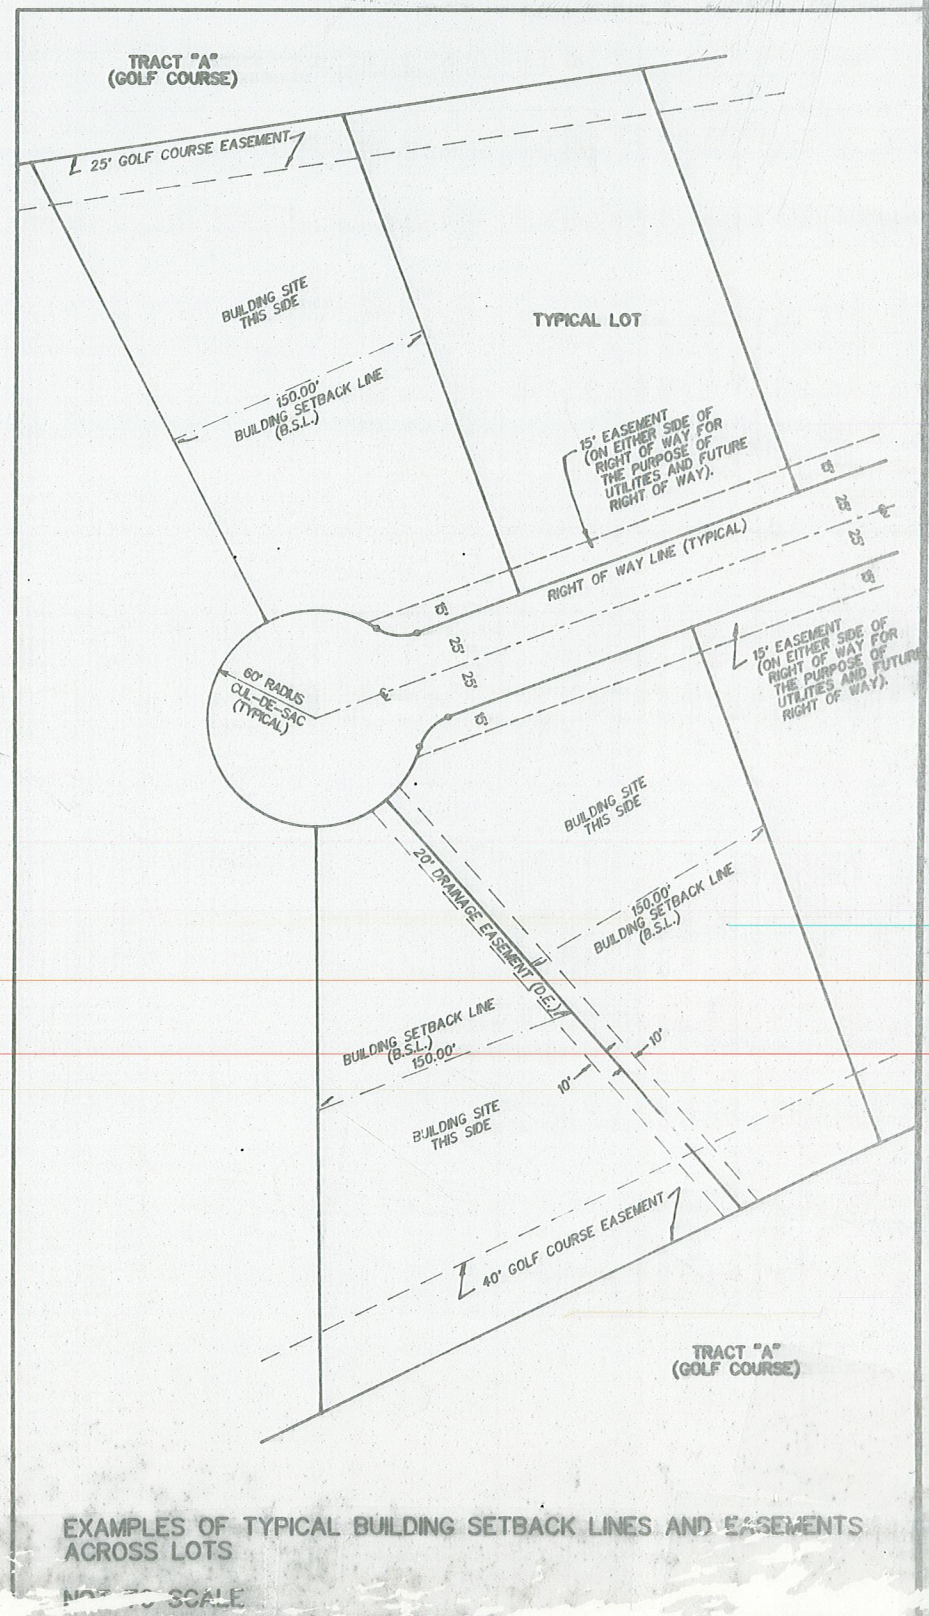 TRACT "A"
(GOLF COURSE)
25' GOLF COURSE EASEMENT
BUILDING SITE
THIS SIDE
TYPICAL LOT
150.00'
BUILDING SETBACK LINE
(B.S.L.)
15' EASEMENT
(ON EITHER SIDE OF
RIGHT OF WAY FOR
THE PURPOSE OF
UTILITIES AND FUTURE
RIGHT OF WAY).
15'
25'
25'
15'
RIGHT OF WAY LINE (TYPICAL)
15'
25'
25'
15'
60' RADIUS
CUL-DE-SAC
(TYPICAL)
15' EASEMENT
(ON EITHER SIDE OF
RIGHT OF WAY FOR
THE PURPOSE OF
UTILITIES AND FUTURE
RIGHT OF WAY).
BUILDING SITE
THIS SIDE
20' DRAINAGE EASEMENT (D.E.)
150.00'
BUILDING SETBACK LINE
(B.S.L.)
BUILDING SETBACK LINE
(B.S.L.)
150.00'
10'
10'
BUILDING SITE
THIS SIDE
40' GOLF COURSE EASEMENT
TRACT "A"
(GOLF COURSE)
EXAMPLES OF TYPICAL BUILDING SETBACK LINES AND EASEMENTS
ACROSS LOTS
NOT TO SCALE